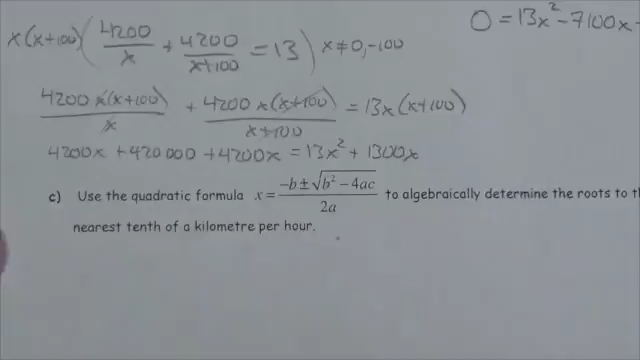 x(x+100)(4200/x + 4200/x+100 = 13) x≠0,-100
0 = 13x² - 7100x -
4200x(x+100)/x + 4200x(x+100)/x+100 = 13x(x+100)
4200x + 420000 + 4200x = 13x² + 1300x
c) Use the quadratic formula x = -b±√b²-4ac/2a to algebraically determine the roots to th
nearest tenth of a kilometre per hour.